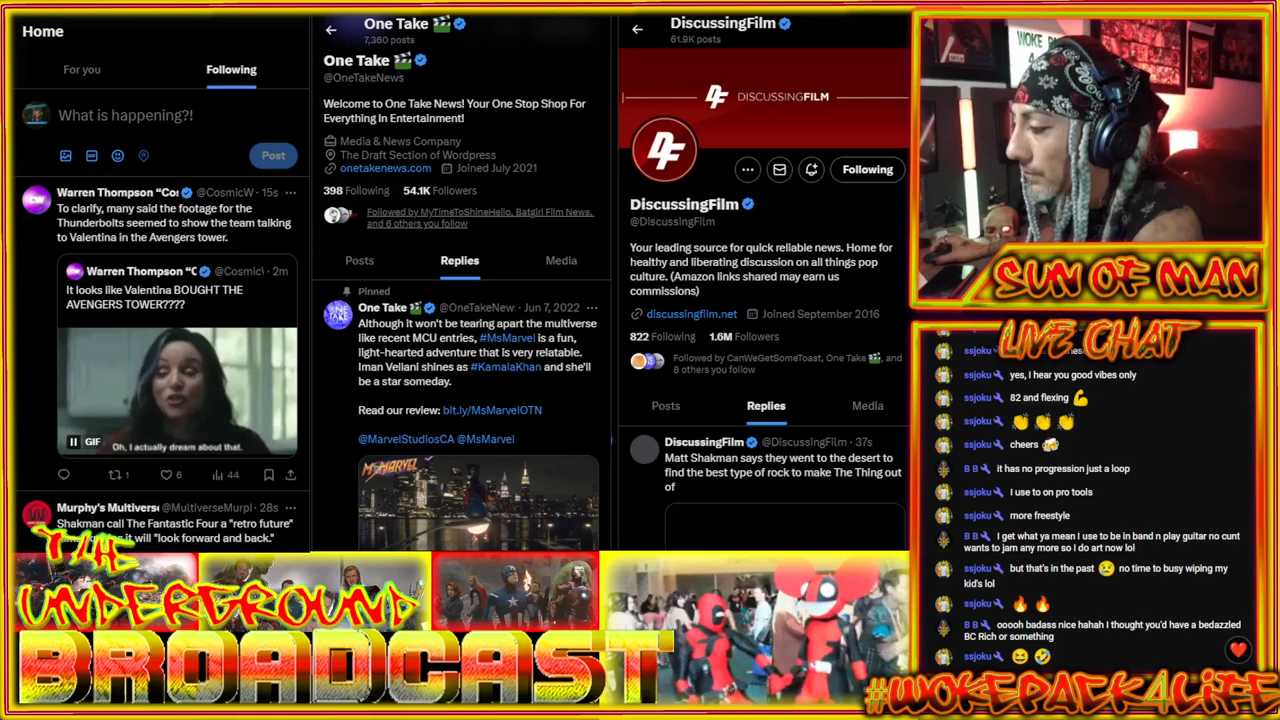 Home
For you
Following
What is happening?!
Post
Warren Thompson “Co: @CosmicW · 15s
To clarify, many said the footage for the
Thunderbolts seemed to show the team talking
to Valentina in the Avengers tower.
Warren Thompson “C @Cosmic · 2m
It looks like Valentina BOUGHT THE
AVENGERS TOWER????
GIF
Oh, I actually dream about that.
1
6
44
Murphy's Multiverse @MultiverseMurpl · 28s
Shakman call The Fantastic Four a "retro future"
it will "look forward and back."
One Take
7,360 posts
One Take
@OneTakeNews
Welcome to One Take News! Your One Stop Shop For
Everything In Entertainment!
Media & News Company
The Draft Section of Wordpress
onetakenews.com Joined July 2021
398 Following 54.1K Followers
Followed by MyTimeToShineHello, Batgirl Film News,
and 6 others you follow
Posts
Replies
Media
Pinned
One Take @OneTakeNew · Jun 7, 2022
Although it won't be tearing apart the multiverse
like recent MCU entries, #MsMarvel is a fun,
light-hearted adventure that is very relatable.
Iman Vellani shines as #KamalaKhan and she'll
be a star someday.
Read our review: bit.ly/MsMarvelOTN
@MarvelStudiosCA @MsMarvel
MS. MARVEL
DiscussingFilm
61.9K posts
DF DISCUSSINGFILM
DF
Following
DiscussingFilm
@DiscussingFilm
Your leading source for quick reliable news. Home for
healthy and liberating discussion on all things pop
culture. (Amazon links shared may earn us
commissions)
discussingfilm.net Joined September 2016
822 Following 1.6M Followers
Followed by CanWeGetSomeToast, One Take, and
8 others you follow
Posts
Replies
Media
DiscussingFilm @DiscussingFilm · 37s
Matt Shakman says they went to the desert to
find the best type of rock to make The Thing out
of
WOKE
SUN OF MAN
LIVE CHAT
ssjoku
ssjoku yes, I hear you good vibes only
ssjoku 82 and flexing 💪
ssjoku 👏 👏 👏
ssjoku cheers 🍻
B B it has no progression just a loop
ssjoku I use to on pro tools
ssjoku more freestyle
B B I get what ya mean I use to be in band n play guitar no cunt
wants to jam any more so I do art now lol
ssjoku but that's in the past 😢 no time to busy wiping my
kid's lol
ssjoku 🔥 🔥
B B ooooh badass nice hahah I thought you'd have a bedazzled
BC Rich or something
ssjoku 😆 🤣
THE
UNDERGROUND
BROADCAST
#WOKEPACK4LIFE